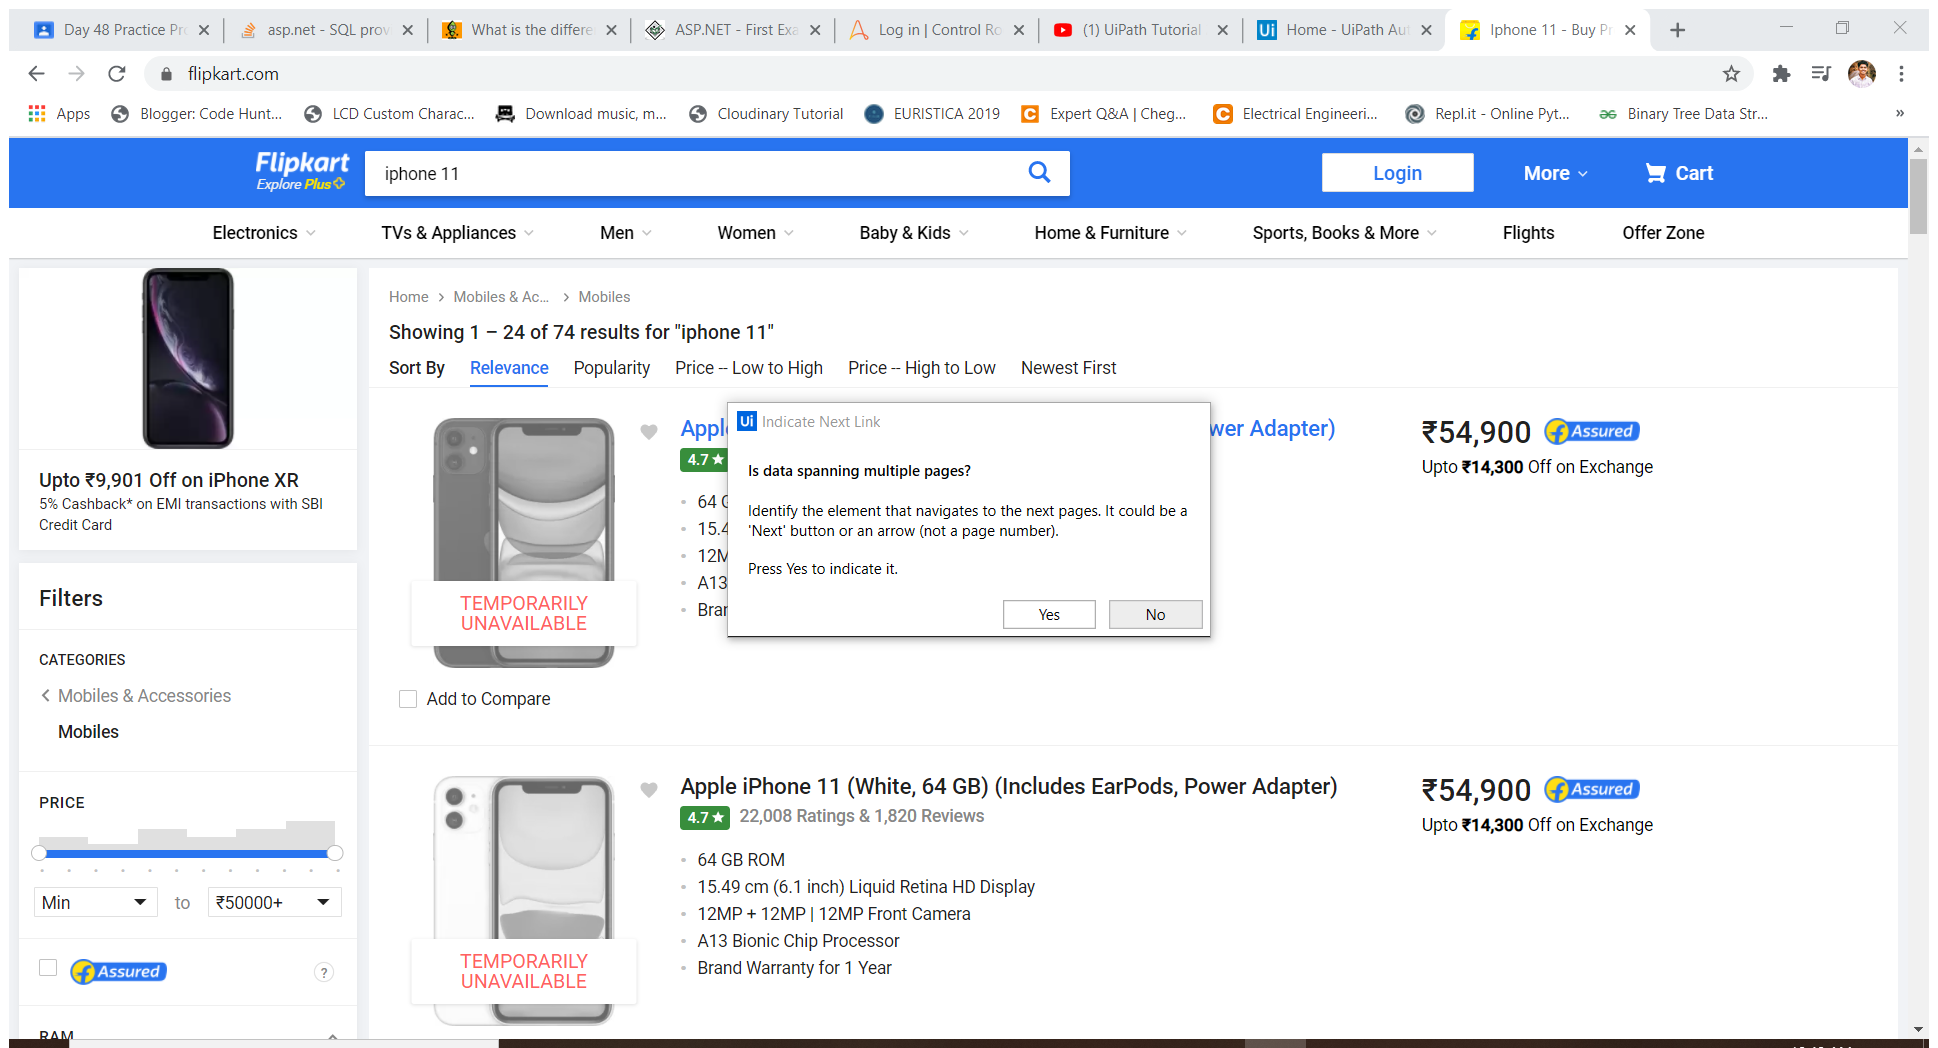 Day 48 Practice Pr
asp.net - SQL prov
What is the differe
ASP.NET - First Exa
Log in | Control Ro
(1) UiPath Tutorial
Ui Home - UiPath Aut
Iphone 11 - Buy Pr
flipkart.com
Apps
Blogger: Code Hunt...
LCD Custom Charac...
Download music, m...
Cloudinary Tutorial
EURISTICA 2019
Expert Q&A | Cheg...
Electrical Engineeri...
Repl.it - Online Pyt...
Binary Tree Data Str...
»
Flipkart
Explore Plus
iphone 11
Login
More
Cart
Electronics
TVs & Appliances
Men
Women
Baby & Kids
Home & Furniture
Sports, Books & More
Flights
Offer Zone
Upto ₹9,901 Off on iPhone XR
5% Cashback* on EMI transactions with SBI
Credit Card
Filters
CATEGORIES
Mobiles & Accessories
Mobiles
PRICE
Min
to
₹50000+
Assured
?
RAM
Home > Mobiles & Ac... > Mobiles
Showing 1 – 24 of 74 results for "iphone 11"
Sort By
Relevance
Popularity
Price -- Low to High
Price -- High to Low
Newest First
TEMPORARILY
UNAVAILABLE
Add to Compare
4.7★
64
15.4
12M
A13
Ui Indicate Next Link
Is data spanning multiple pages?
Identify the element that navigates to the next pages. It could be a
'Next' button or an arrow (not a page number).
Press Yes to indicate it.
Yes
No
Adapter)
₹54,900
Assured
Upto ₹14,300 Off on Exchange
TEMPORARILY
UNAVAILABLE
Apple iPhone 11 (White, 64 GB) (Includes EarPods, Power Adapter)
4.7★ 22,008 Ratings & 1,820 Reviews
64 GB ROM
15.49 cm (6.1 inch) Liquid Retina HD Display
12MP + 12MP | 12MP Front Camera
A13 Bionic Chip Processor
Brand Warranty for 1 Year
₹54,900
Assured
Upto ₹14,300 Off on Exchange